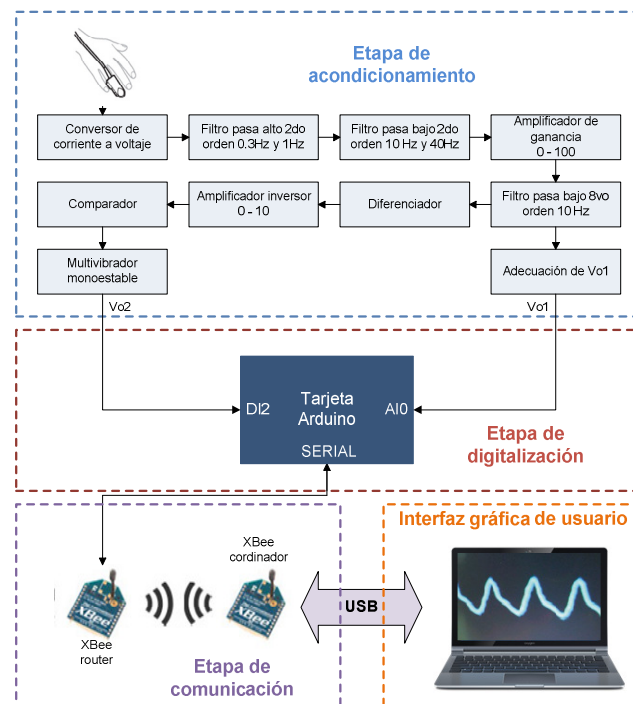 Etapa de
acondicionamiento
Conversor de
corriente a voltaje
Filtro pasa alto 2do
orden 0.3Hz y 1Hz
Filtro pasa bajo 2do
orden 10 Hz y 40Hz
Amplificador de
ganancia
0 - 100
Comparador
Amplificador inversor
0 - 10
Diferenciador
Filtro pasa bajo 8vo
orden 10 Hz
Multivibrador
monoestable
Adecuación de Vo1
Vo2
Vo1
DI2
Tarjeta
Arduino
AI0
SERIAL
Etapa de
digitalización
Interfaz gráfica de usuario
XBee
cordinador
XBee
XBee
USB
XBee
router
Etapa de
comunicación